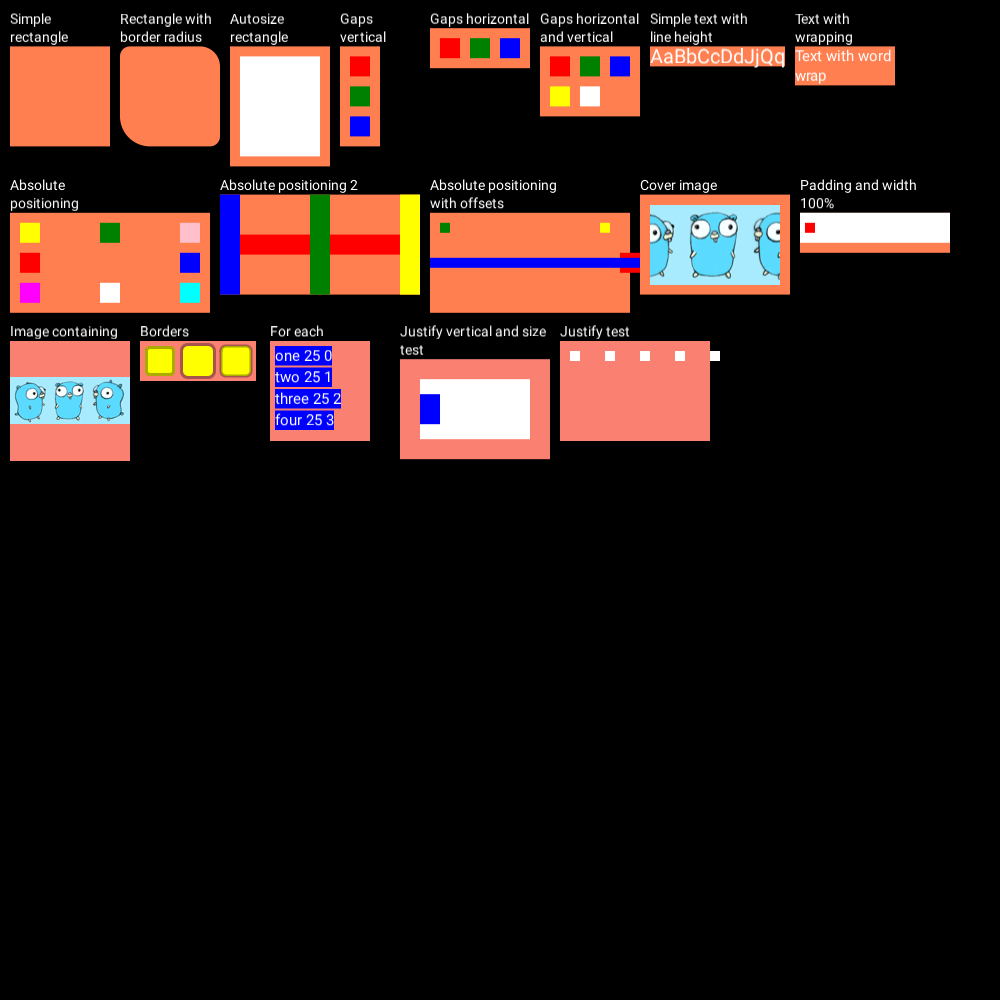 Simple
rectangle
Rectangle with
border radius
Autosize
rectangle
Gaps
vertical
Gaps horizontal
Gaps horizontal
and vertical
Simple text with
line height
AaBbCcDdJjQq
Text with
wrapping
Text with word
wrap
Absolute
positioning
Absolute positioning 2
Absolute positioning
with offsets
Cover image
Padding and width
100%
Image containing
Borders
For each
one 25 0
two 25 1
three 25 2
four 25 3
Justify vertical and size
test
Justify test